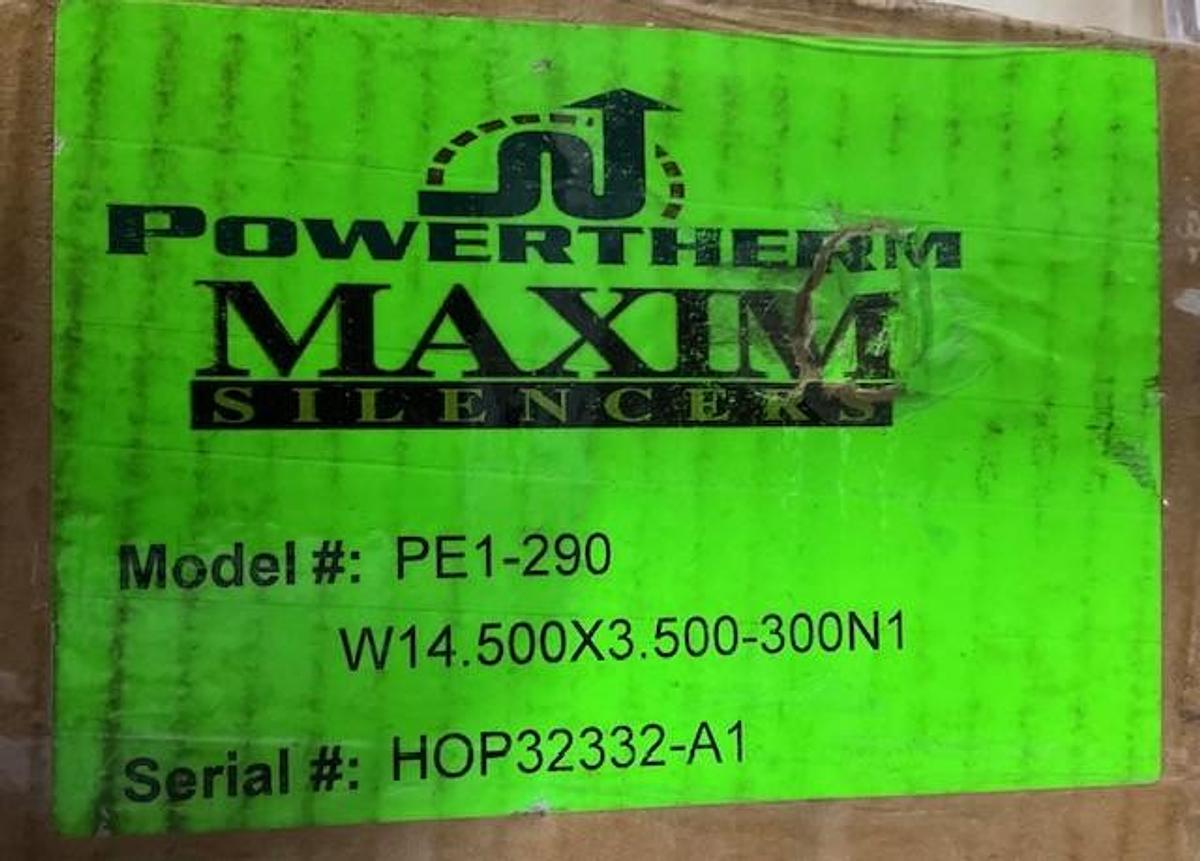 POWERTHERM
MAXIM
SILENCERS
Model #: PE1-290
W14.500X3.500-300N1
Serial #: HOP32332-A1